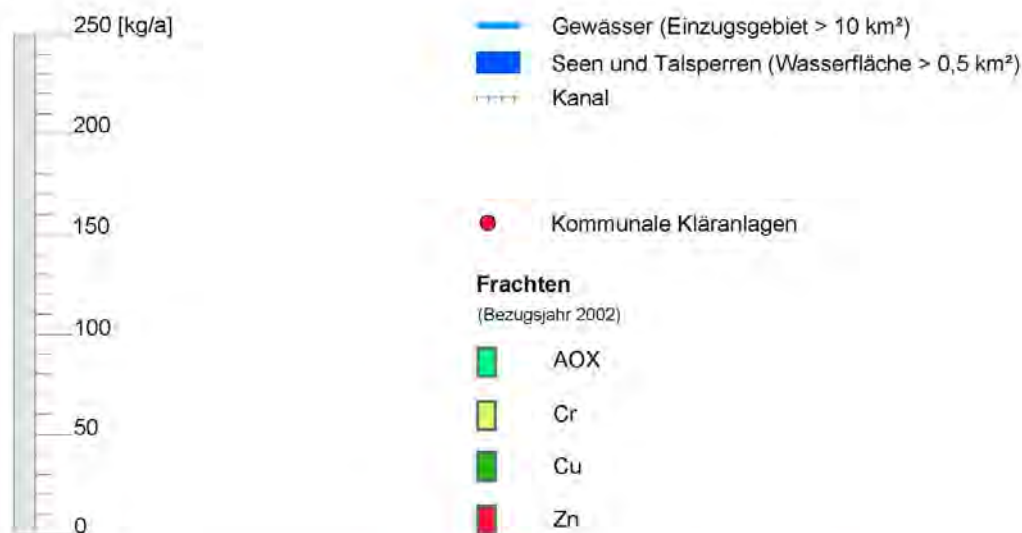 250 [kg/a]
200
150
100
50
0
Gewässer (Einzugsgebiet > 10 km²)
Seen und Talsperren (Wasserfläche > 0,5 km²)
Kanal
Kommunale Kläranlagen
Frachten
(Bezugsjahr 2002)
AOX
Cr
Cu
Zn